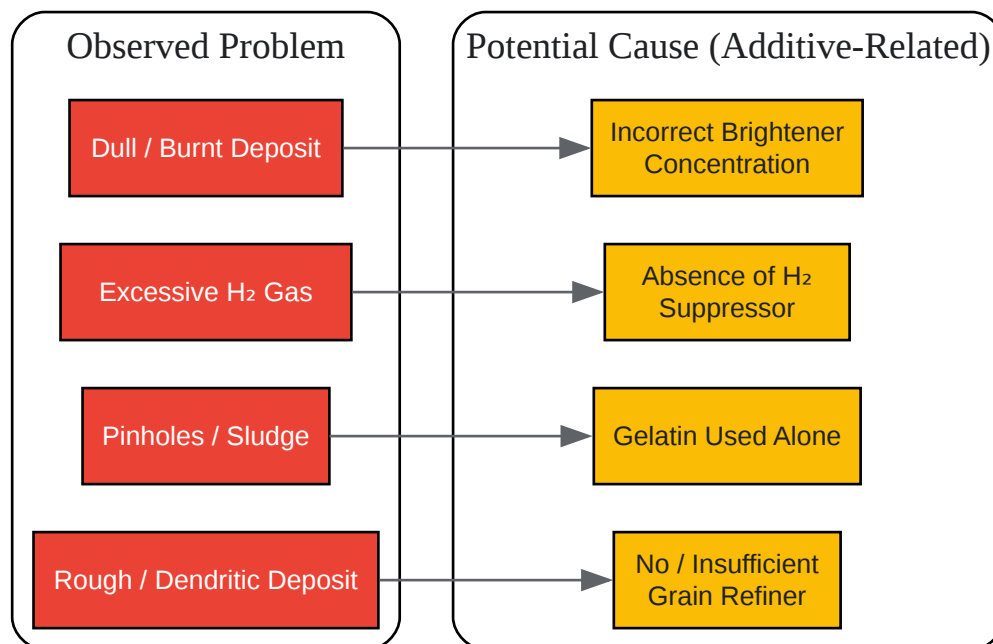 Observed Problem
Potential Cause (Additive-Related)
Dull / Burnt Deposit
Incorrect Brightener
Concentration
Excessive H₂ Gas
Absence of H₂
Suppressor
Pinholes / Sludge
Gelatin Used Alone
Rough / Dendritic Deposit
No / Insufficient
Grain Refiner